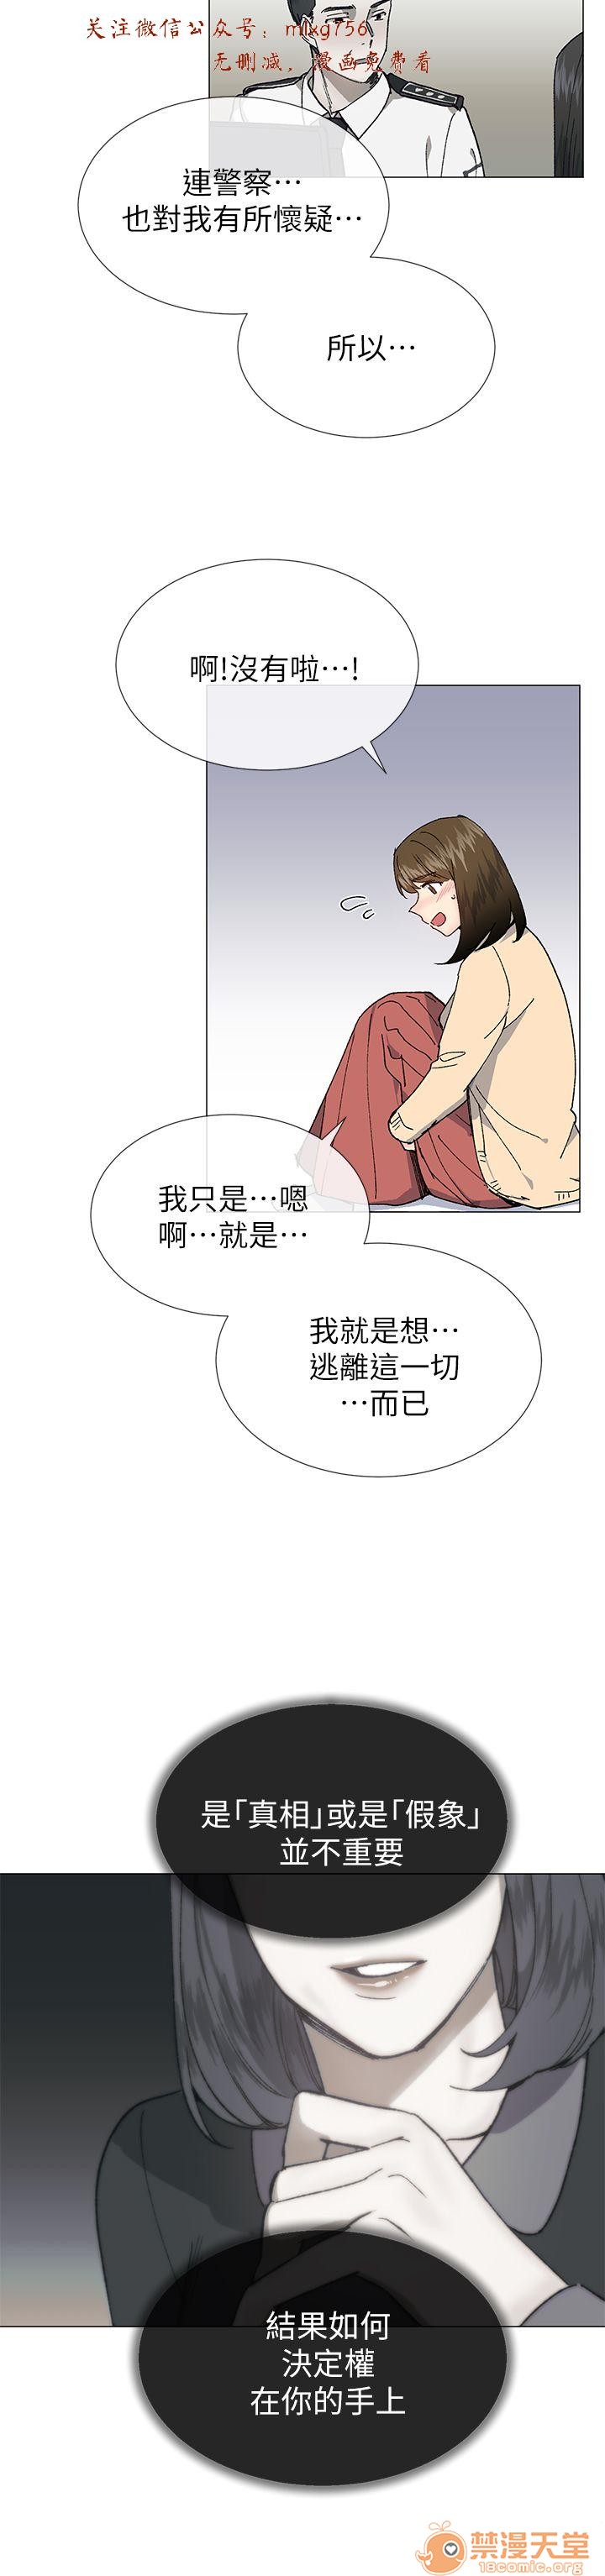 关注微信公众号：mlxg756
无删减，漫画免费看
連警察⋯
也對我有所懷疑⋯
所以⋯
啊!沒有啦⋯!
我只是⋯嗯
啊⋯就是⋯
我就是想⋯
逃離這一切
⋯而已
是「真相」或是「假象」
並不重要
結果如何
決定權
在你的手上
禁漫天堂
18comic.org